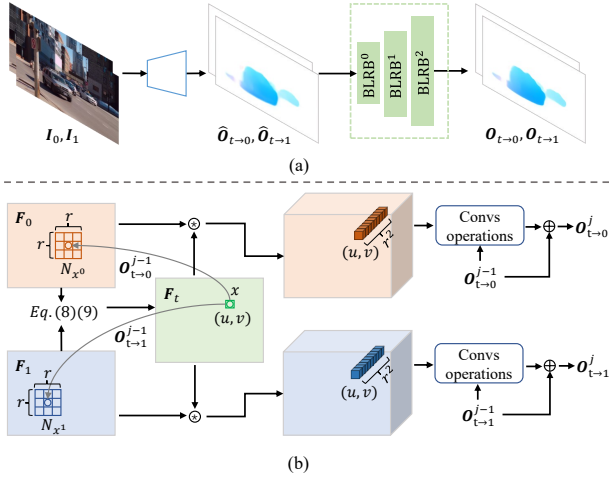 BLRB⁰
BLRB¹
BLRB²
I₀, I₁
Ô_{t→0}, Ô_{t→1}
O_{t→0}, O_{t→1}
(a)
F₀
r
r
N_{x⁰}
O^{j−1}_{t→0}
Eq.(8)(9)
F_t
x
(u, v)
O^{j−1}_{t→1}
F₁
r
r
N_{x¹}
⊛
⊛
(u, v)
r²
Convs
operations
⊕
O^{j}_{t→0}
O^{j−1}_{t→0}
(u, v)
r²
Convs
operations
⊕
O^{j}_{t→1}
O^{j−1}_{t→1}
(b)